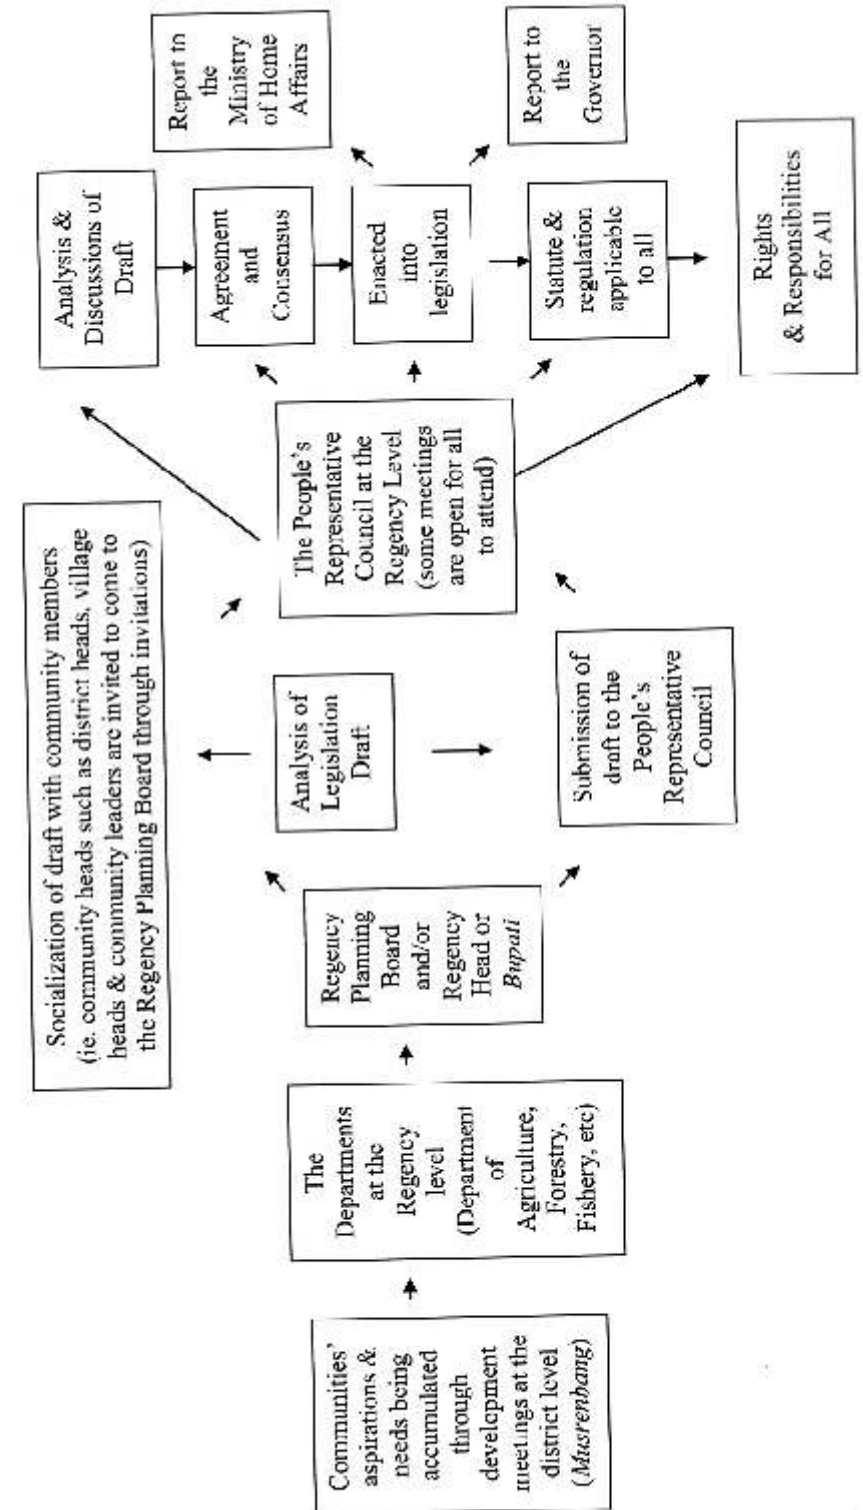 Communities'
aspirations &
needs being
accumulated
through
development
meetings at the
district level
(Musrenbang)
The
Departments
at the
Regency
level
(Department
of
Agriculture,
Forestry,
Fishery, etc)
Regency
Planning
Board
and/or
Regency
Head or
Bupati
Socialization of draft with community members
(ie. community heads such as district heads, village
heads & community leaders are invited to come to
the Regency Planning Board through invitations)
Analysis of
Legislation
Draft
Submission of
draft to the
People's
Representative
Council
The People's
Representative
Council at the
Regency Level
(some meetings
are open for all
to attend)
Analysis &
Discussions of
Draft
Agreement
and
Consensus
Enacted
into
legislation
Statute &
regulation
applicable
to all
Rights
& Responsibilities
for All
Report to
the
Ministry
of Home
Affairs
Report to
the
Governor